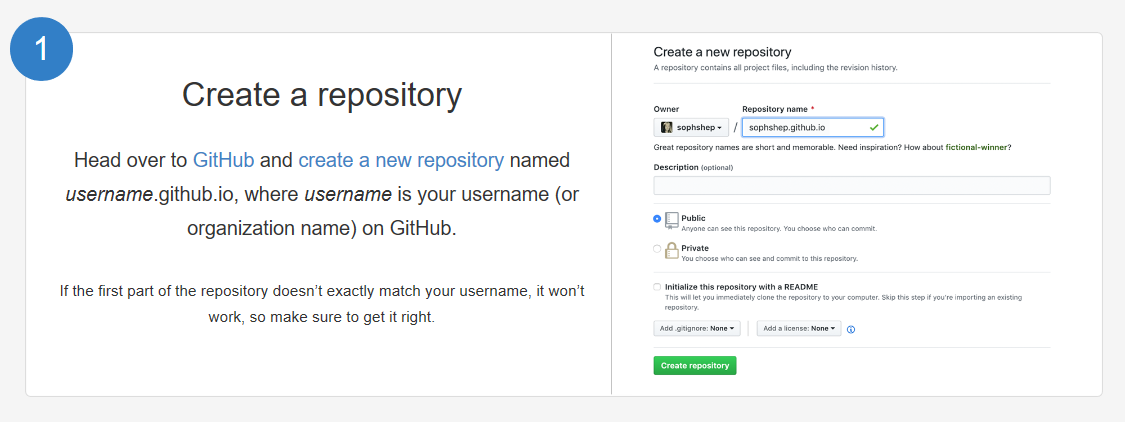 1
Create a repository
Head over to GitHub and create a new repository named
username.github.io, where username is your username (or
organization name) on GitHub.
If the first part of the repository doesn’t exactly match your username, it won’t
work, so make sure to get it right.
Create a new repository
A repository contains all project files, including the revision history.
Owner
Repository name *
sophshep / sophshep.github.io
Great repository names are short and memorable. Need inspiration? How about fictional-winner?
Description (optional)
Public
Anyone can see this repository. You choose who can commit.
Private
You choose who can see and commit to this repository.
Initialize this repository with a README
This will let you immediately clone the repository to your computer. Skip this step if you're importing an existing
repository.
Add .gitignore: None
Add a license: None
Create repository